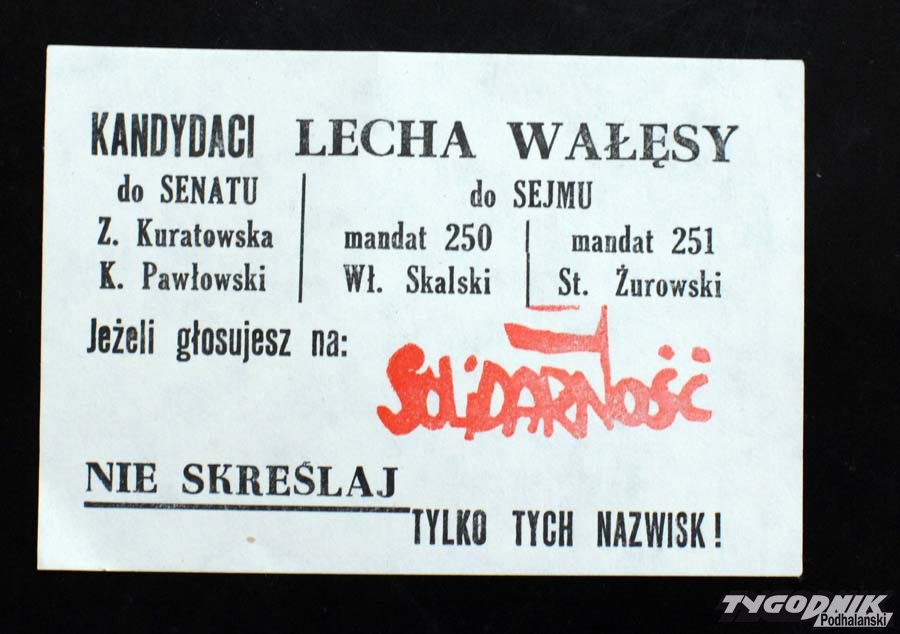 KANDYDACI LECHA WAŁĘSY
do SENATU
Z. Kuratowska
K. Pawłowski
do SEJMU
mandat 250
Wł. Skalski
mandat 251
St. Żurowski
Jeżeli głosujesz na:
SOLIDARNOŚĆ
NIE SKREŚLAJ
TYLKO TYCH NAZWISK!
TYGODNIK
Podhalański